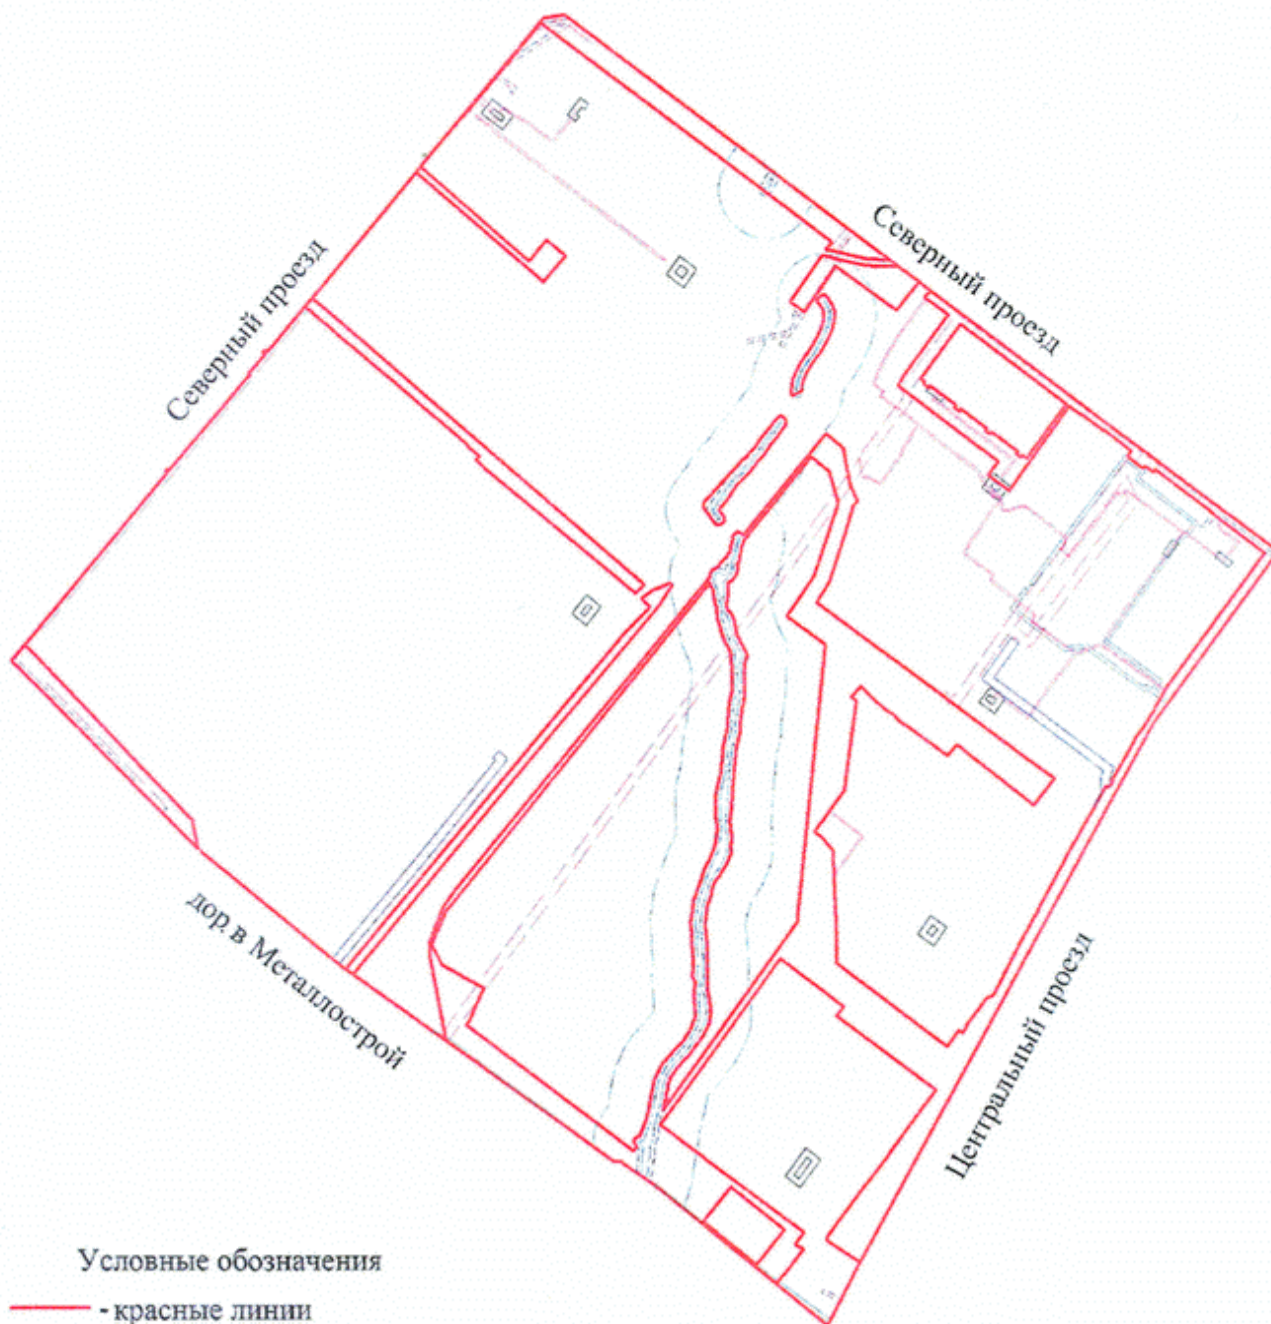 Северный проезд
Северный проезд
дор. в Металлострой
Центральный проезд
Условные обозначения
- красные линии